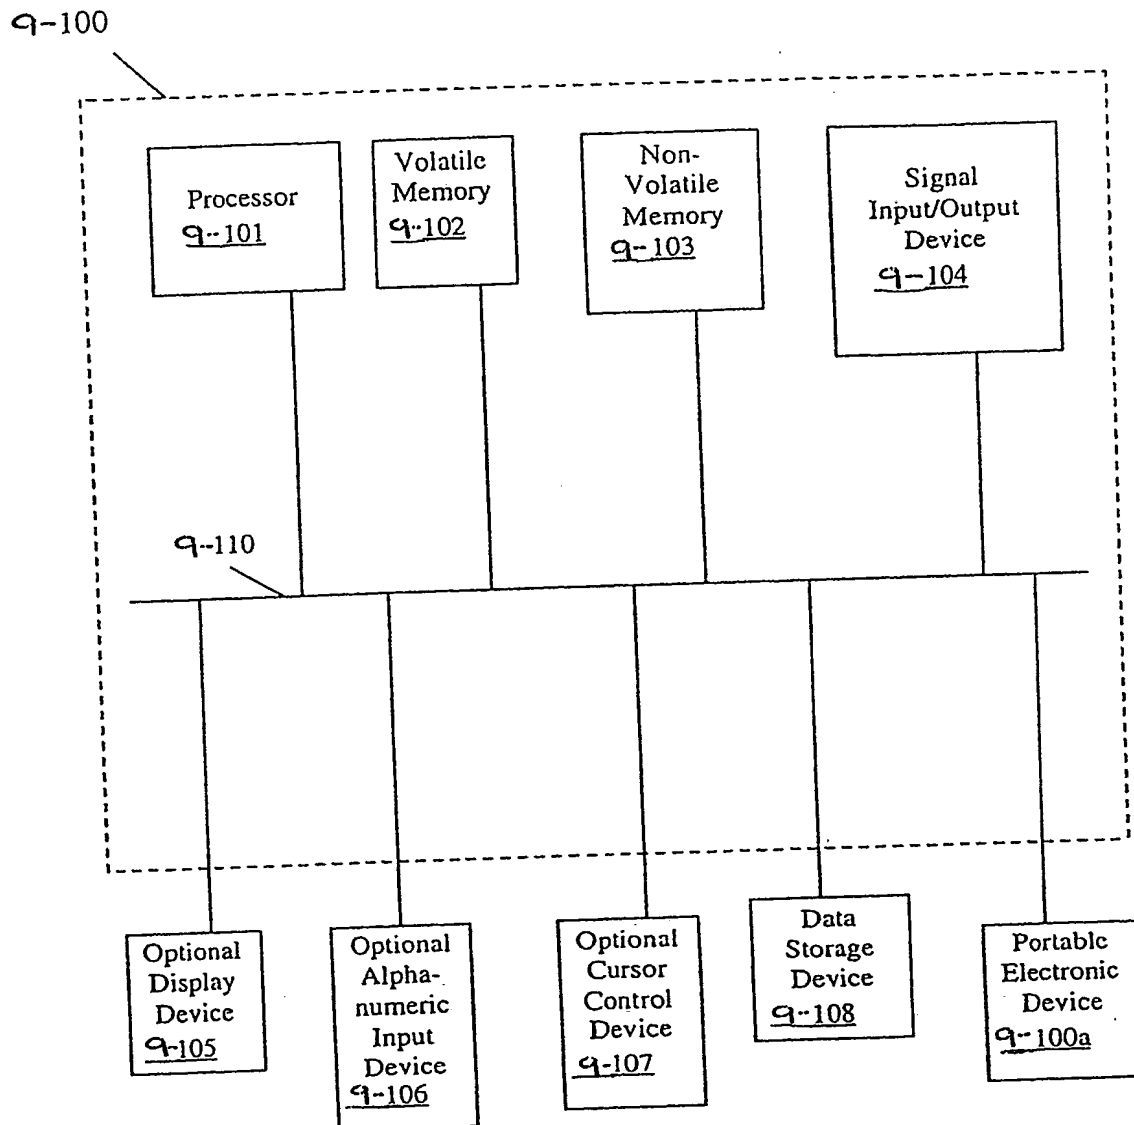 9-100
Processor
9-101
Volatile
Memory
9-102
Non-
Volatile
Memory
9-103
Signal
Input/Output
Device
9-104
9-110
Optional
Display
Device
9-105
Optional
Alpha-
numeric
Input
Device
9-106
Optional
Cursor
Control
Device
9-107
Data
Storage
Device
9-108
Portable
Electronic
Device
9-100a